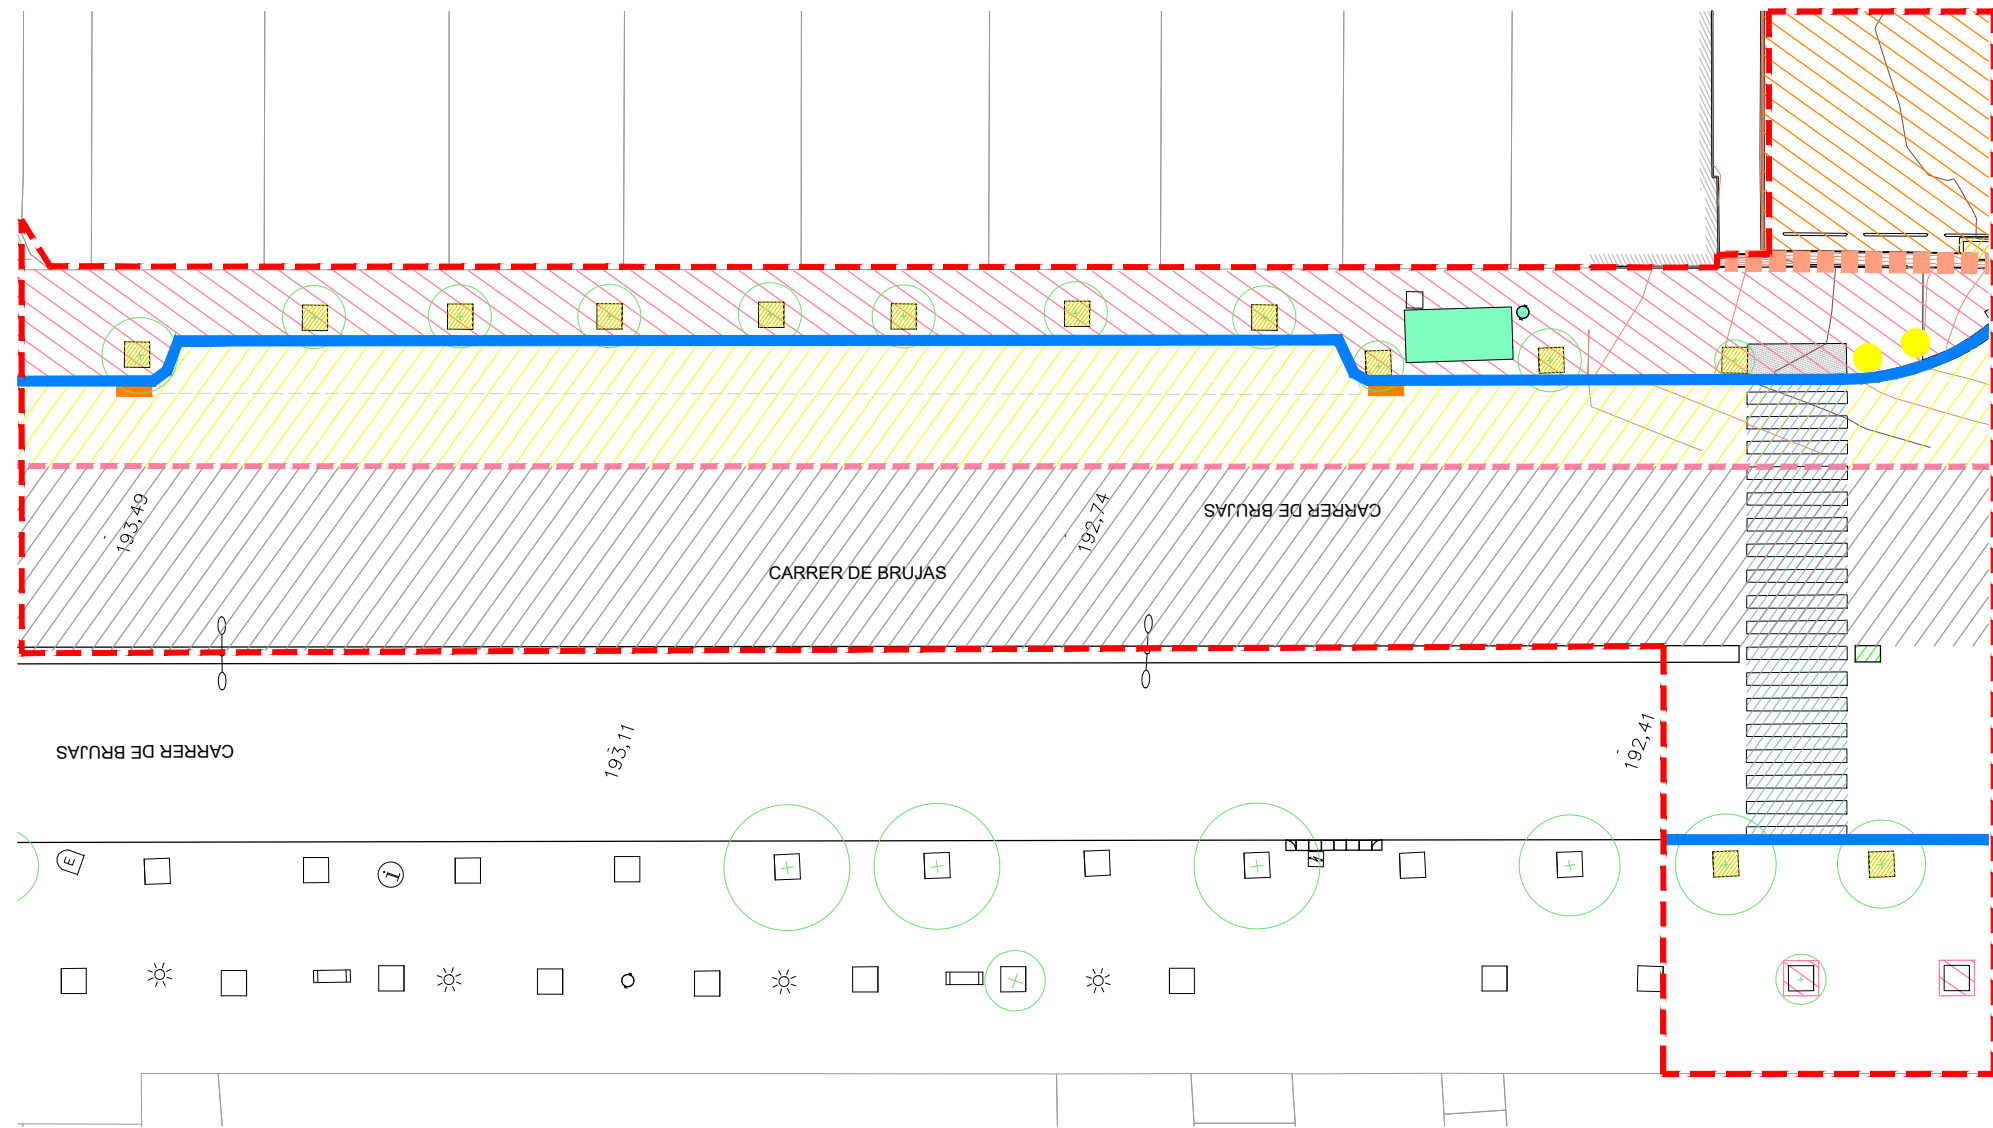 193,49
192,74
CARRER DE BRUJAS
CARRER DE BRUJAS
193,11
192,41
CARRER DE BRUJAS
E
i